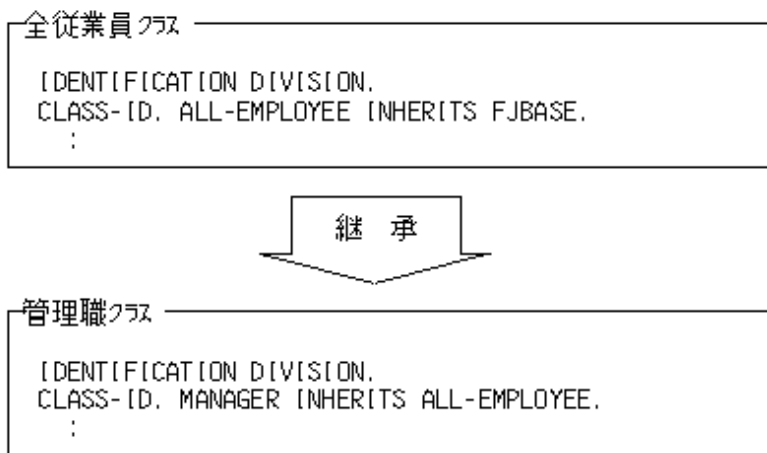 全従業員クラス
IDENTIFICATION DIVISION.
CLASS-ID. ALL-EMPLOYEE INHERITS FJBASE.
:
継 承
管理職クラス
IDENTIFICATION DIVISION.
CLASS-ID. MANAGER INHERITS ALL-EMPLOYEE.
: